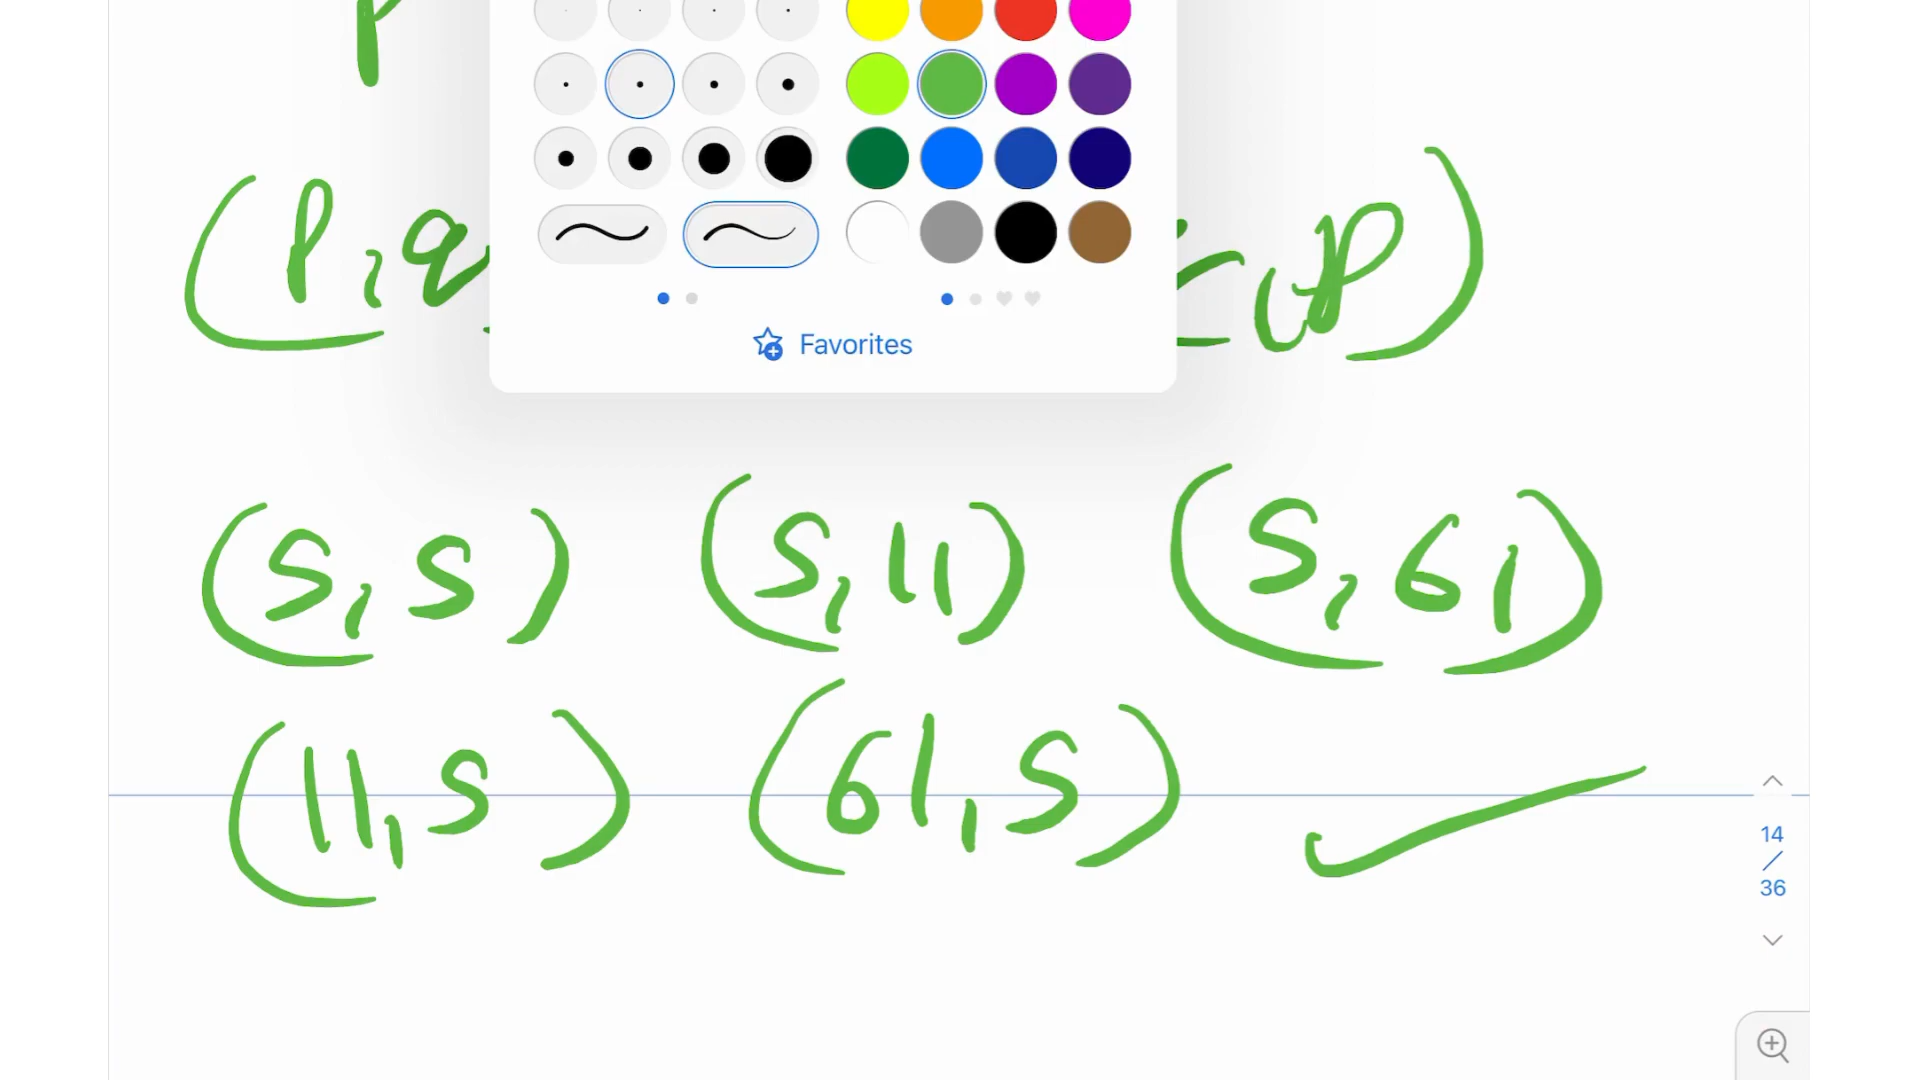 (p,q
,p)
Favorites
(5,5) (5,11) (5,61)
(11,5) (61,5)
14
/
36